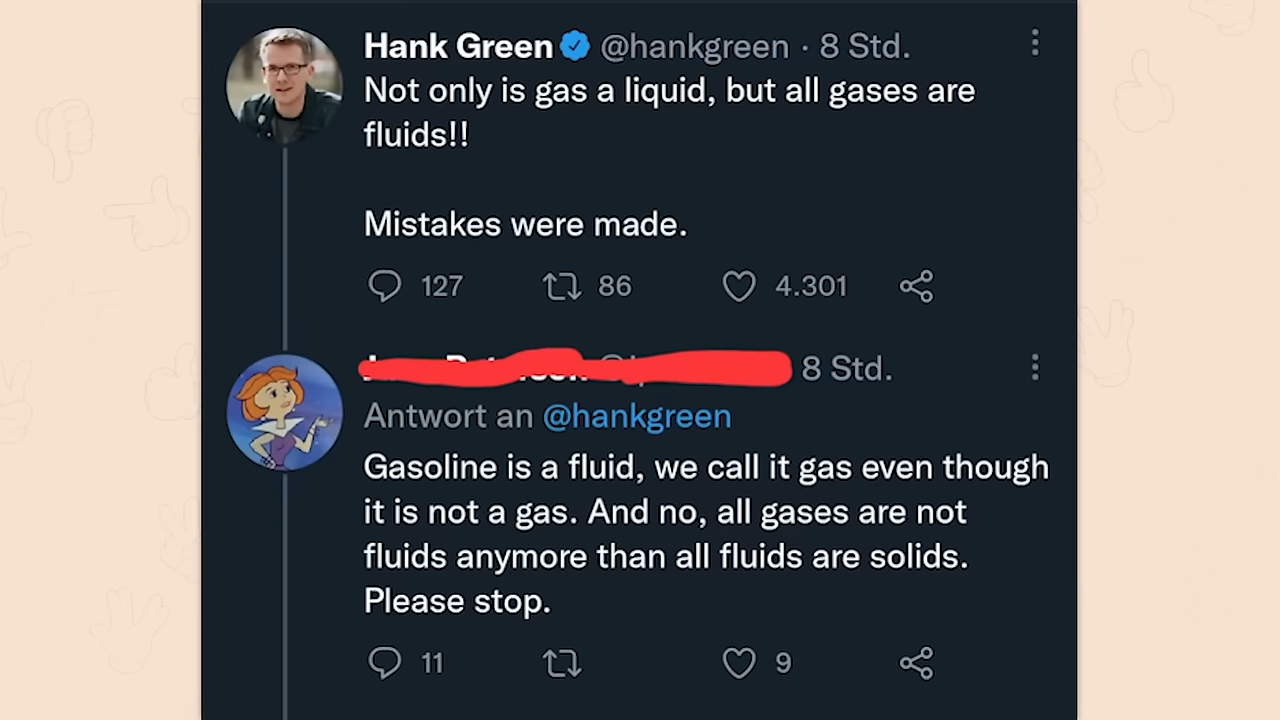 Hank Green @hankgreen · 8 Std.
Not only is gas a liquid, but all gases are
fluids!!
Mistakes were made.
127 86 4.301
8 Std.
Antwort an @hankgreen
Gasoline is a fluid, we call it gas even though
it is not a gas. And no, all gases are not
fluids anymore than all fluids are solids.
Please stop.
11 9